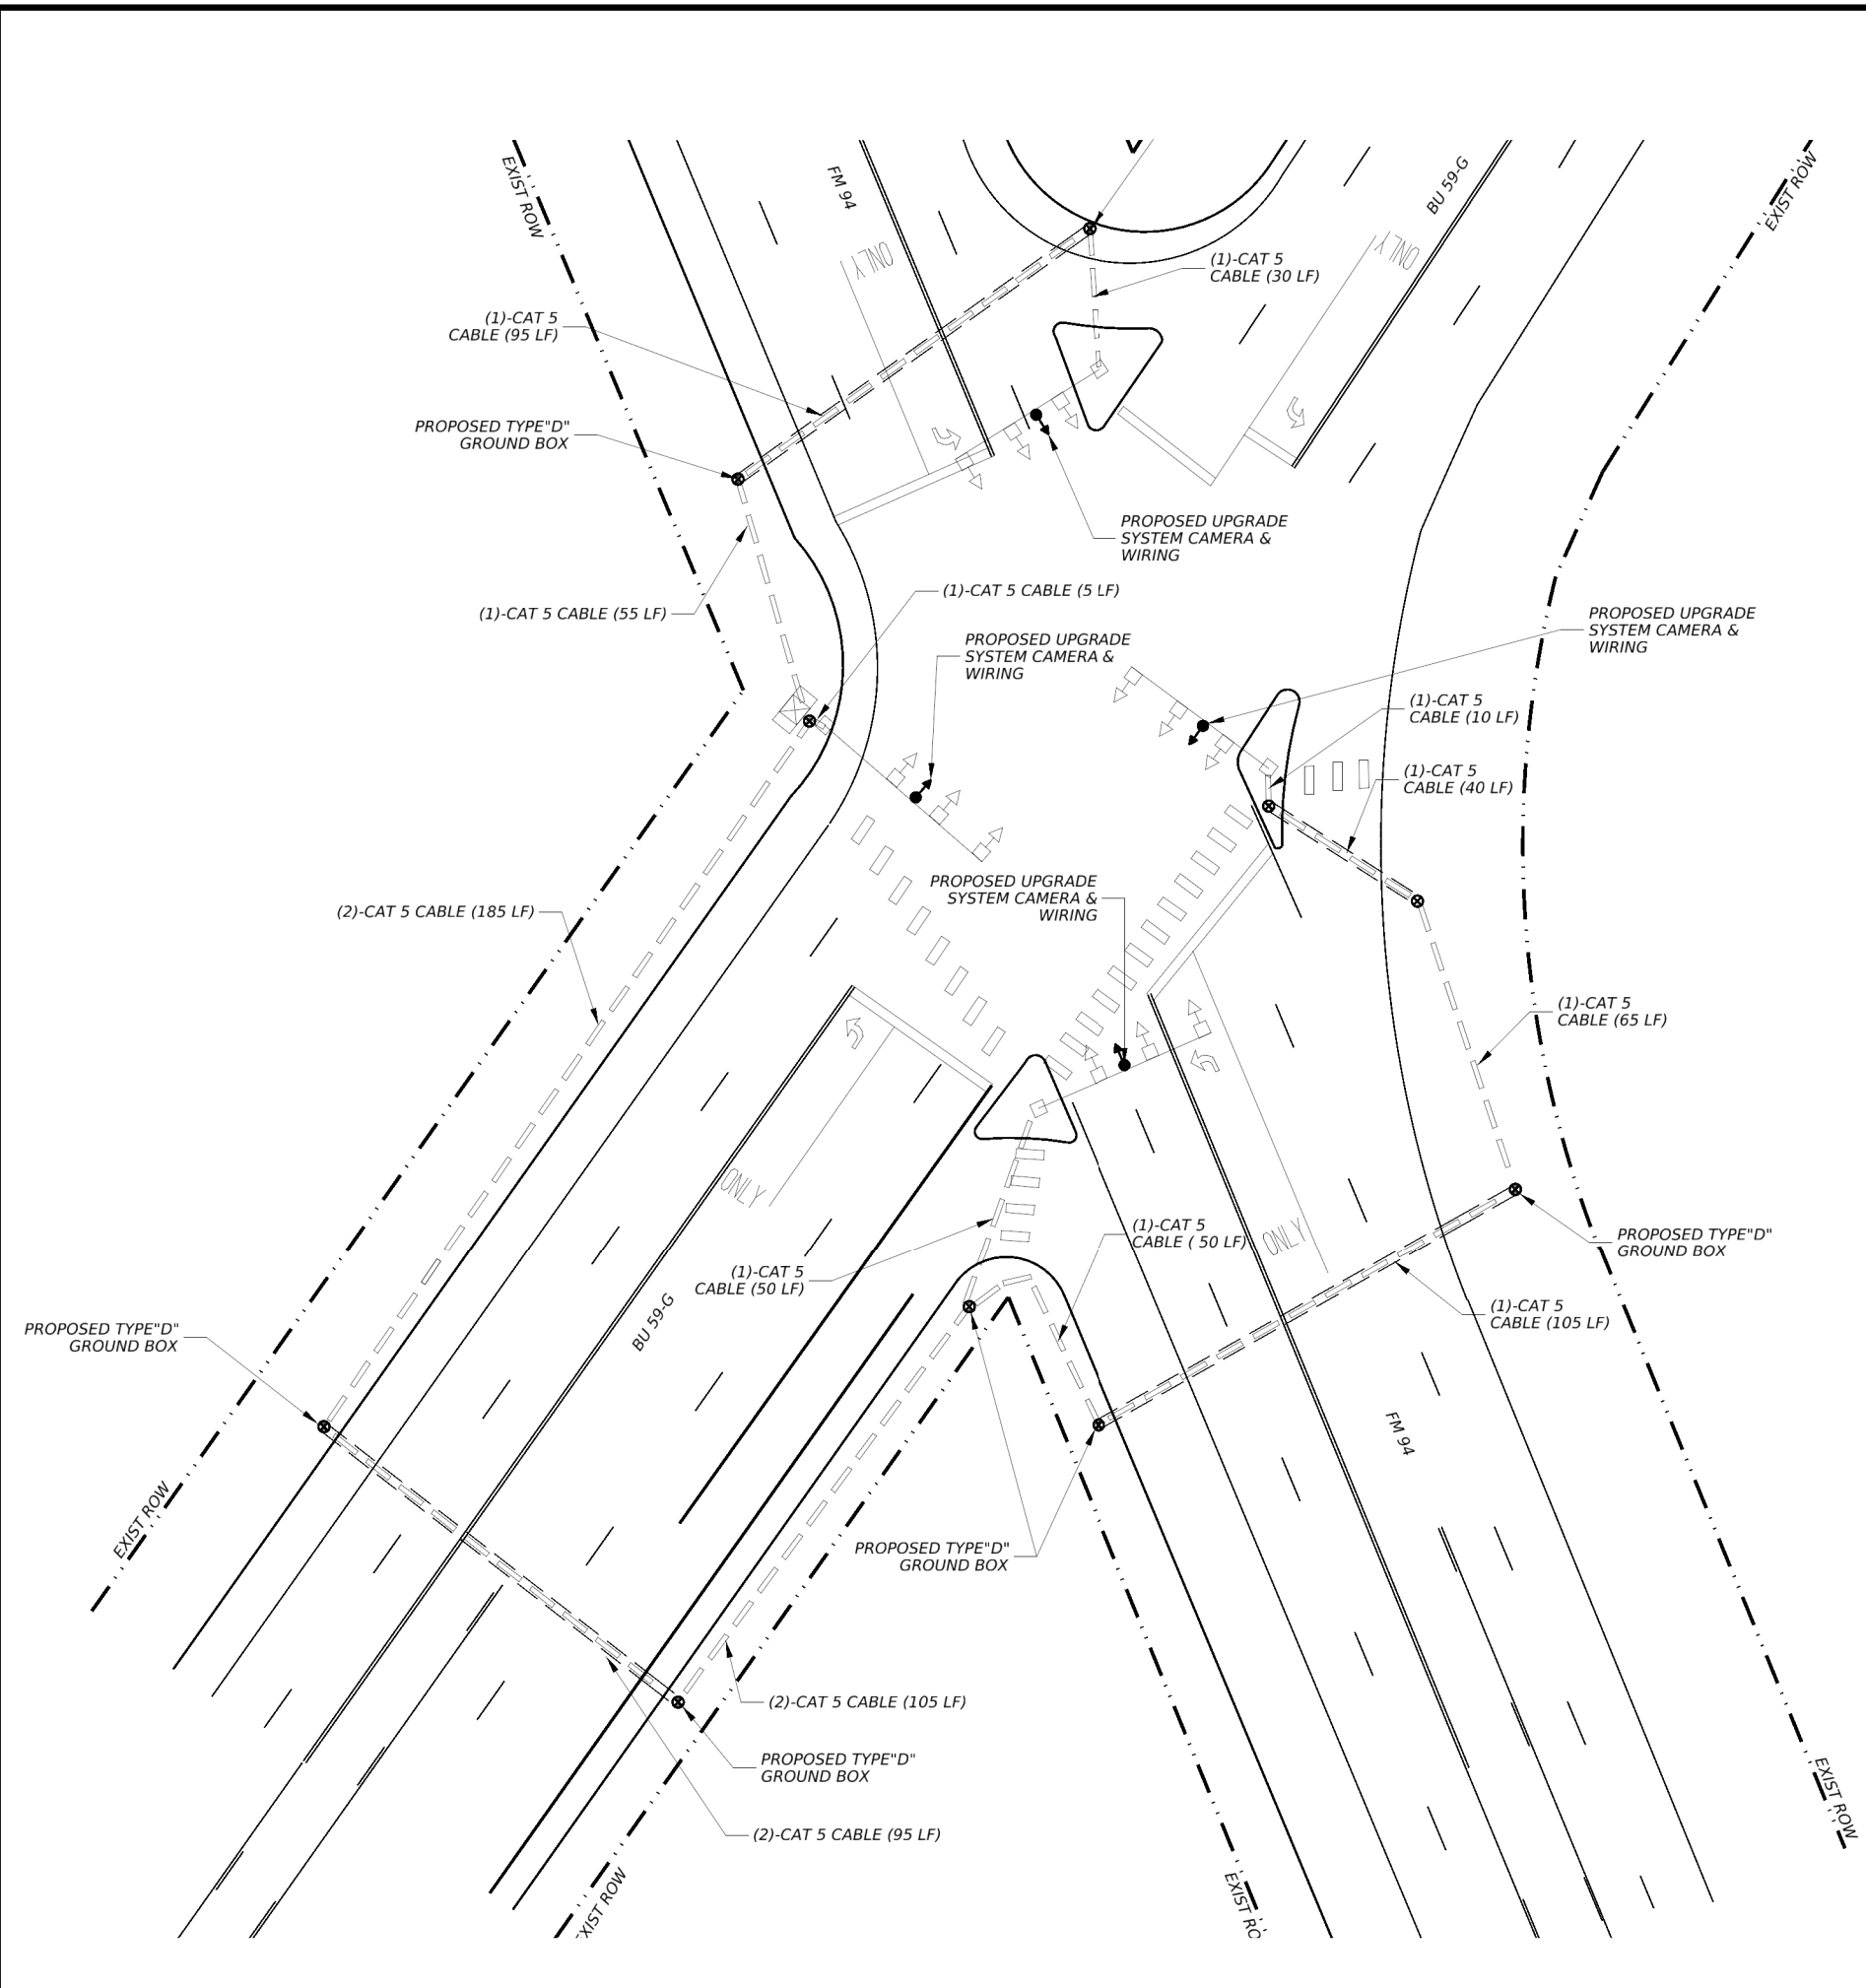 EXIST ROW
FM 94
BU 59-G
EXIST ROW
ONLY
ONLY
(1)-CAT 5
CABLE (30 LF)
(1)-CAT 5
CABLE (95 LF)
PROPOSED TYPE"D"
GROUND BOX
PROPOSED UPGRADE
SYSTEM CAMERA &
WIRING
(1)-CAT 5 CABLE (5 LF)
(1)-CAT 5 CABLE (55 LF)
PROPOSED UPGRADE
SYSTEM CAMERA &
WIRING
PROPOSED UPGRADE
SYSTEM CAMERA &
WIRING
(1)-CAT 5
CABLE (10 LF)
(1)-CAT 5
CABLE (40 LF)
PROPOSED UPGRADE
SYSTEM CAMERA &
WIRING
(2)-CAT 5 CABLE (185 LF)
(1)-CAT 5
CABLE (65 LF)
ONLY
ONLY
(1)-CAT 5
CABLE ( 50 LF)
PROPOSED TYPE"D"
GROUND BOX
(1)-CAT 5
CABLE (50 LF)
(1)-CAT 5
CABLE (105 LF)
BU 59-G
PROPOSED TYPE"D"
GROUND BOX
FM 94
EXIST ROW
PROPOSED TYPE"D"
GROUND BOX
(2)-CAT 5 CABLE (105 LF)
PROPOSED TYPE"D"
GROUND BOX
(2)-CAT 5 CABLE (95 LF)
EXIST ROW
XIST ROW
EXIST RO